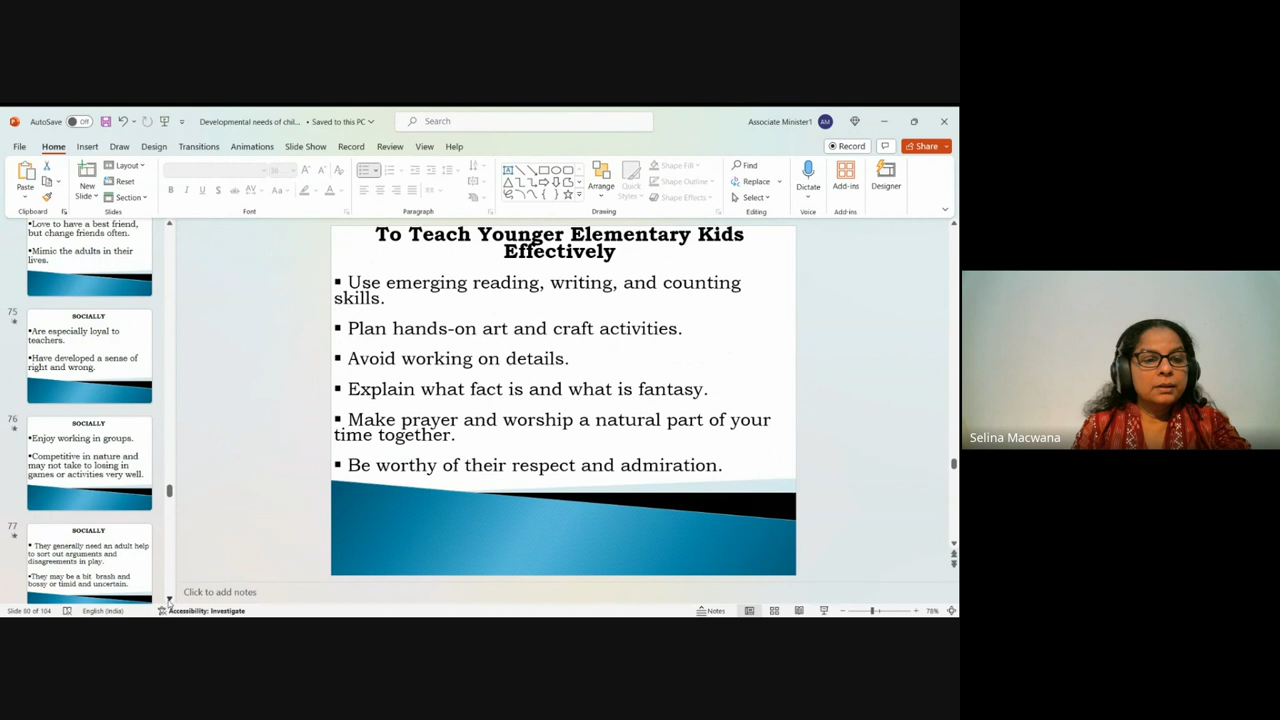 AutoSave Off
Developmental needs of chil... • Saved to this PC
Search
Associate Minister1 AM
File Home Insert Draw Design Transitions Animations Slide Show Record Review View Help
Record
Share
Paste
Clipboard
New
Slide
Layout
Reset
Section
Slides
B I U S ab AV Aa A
Font
Paragraph
Arrange
Quick
Styles
Shape Fill
Shape Outline
Shape Effects
Drawing
Find
Replace
Select
Editing
Dictate
Voice
Add-ins
Add-ins
Designer
▪Love to have a best friend,
but change friends often.
▪Mimic the adults in their
lives.
75
SOCIALLY
▪Are especially loyal to
teachers.
▪Have developed a sense of
right and wrong.
76
SOCIALLY
▪Enjoy working in groups.
▪Competitive in nature and
may not take to losing in
games or activities very well.
77
SOCIALLY
▪ They generally need an adult help
to sort out arguments and
disagreements in play.
▪They may be a bit brash and
bossy or timid and uncertain.
To Teach Younger Elementary Kids
Effectively
▪ Use emerging reading, writing, and counting
skills.
▪ Plan hands-on art and craft activities.
▪ Avoid working on details.
▪ Explain what fact is and what is fantasy.
▪ Make prayer and worship a natural part of your
time together.
▪ Be worthy of their respect and admiration.
Click to add notes
Slide 80 of 104
English (India)
Accessibility: Investigate
Notes
78%
Selina Macwana